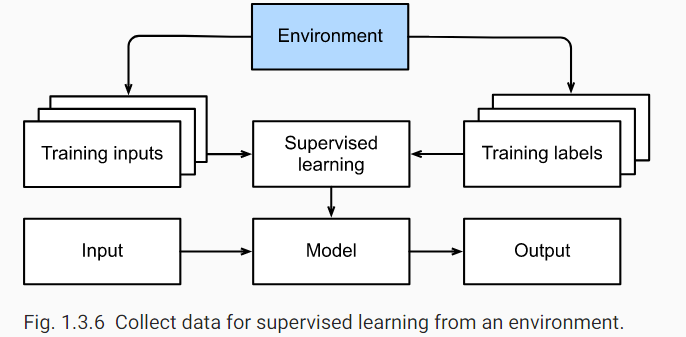 Environment
Training inputs
Supervised
learning
Training labels
Input
Model
Output
Fig. 1.3.6 Collect data for supervised learning from an environment.